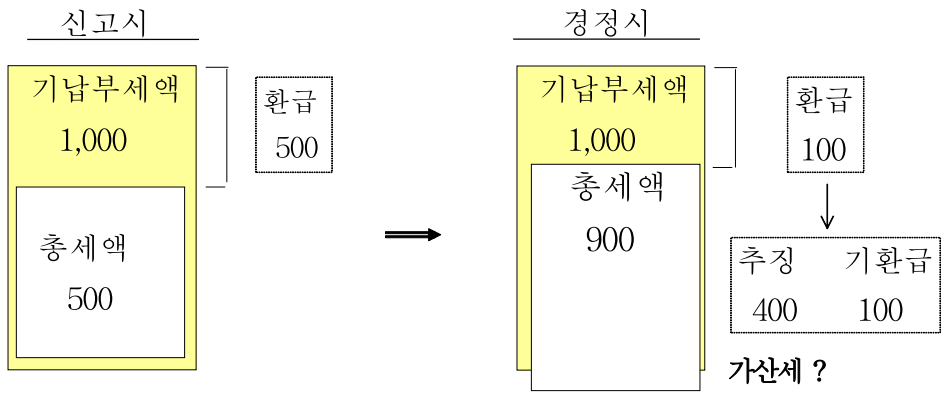 신고시
기납부세액
1,000
환급
500
총세액
500
경정시
기납부세액
1,000
총세액
900
환급
100
추징 기환급
400 100
가산세 ?